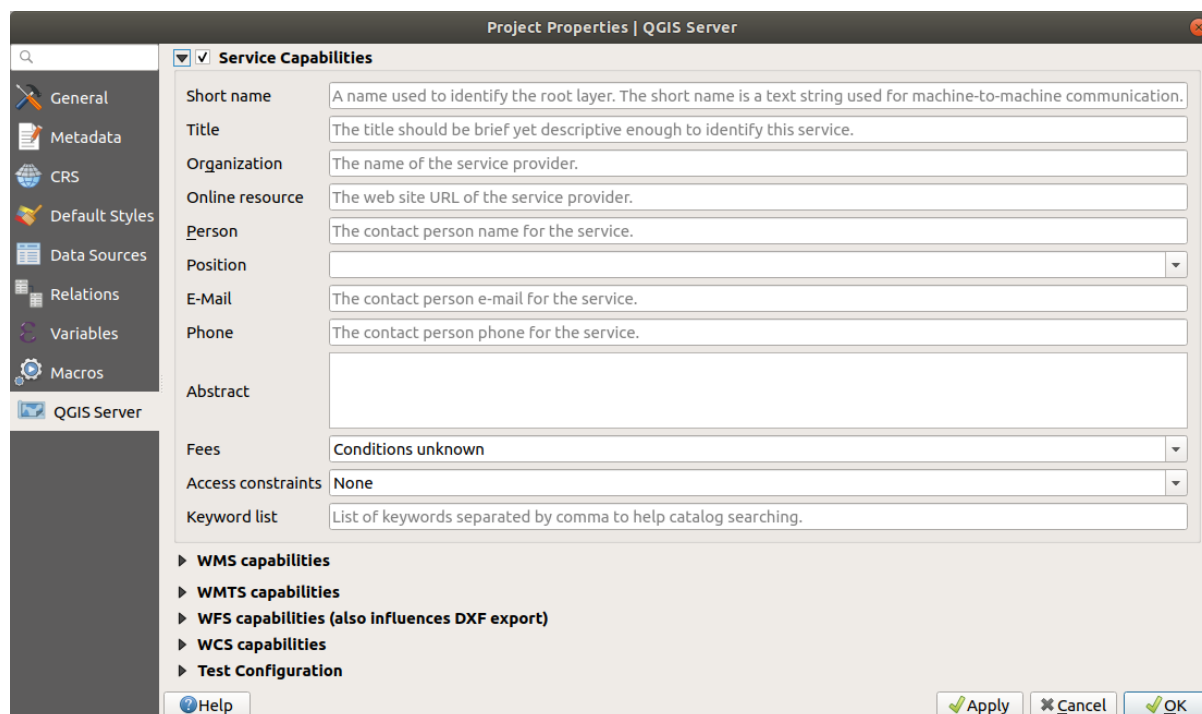 Project Properties | QGIS Server
General
Metadata
CRS
Default Styles
Data Sources
Relations
Variables
Macros
QGIS Server
Service Capabilities
Short name A name used to identify the root layer. The short name is a text string used for machine-to-machine communication.
Title The title should be brief yet descriptive enough to identify this service.
Organization The name of the service provider.
Online resource The web site URL of the service provider.
Person The contact person name for the service.
Position
E-Mail The contact person e-mail for the service.
Phone The contact person phone for the service.
Abstract
Fees Conditions unknown
Access constraints None
Keyword list List of keywords separated by comma to help catalog searching.
WMS capabilities
WMTS capabilities
WFS capabilities (also influences DXF export)
WCS capabilities
Test Configuration
Help Apply Cancel OK